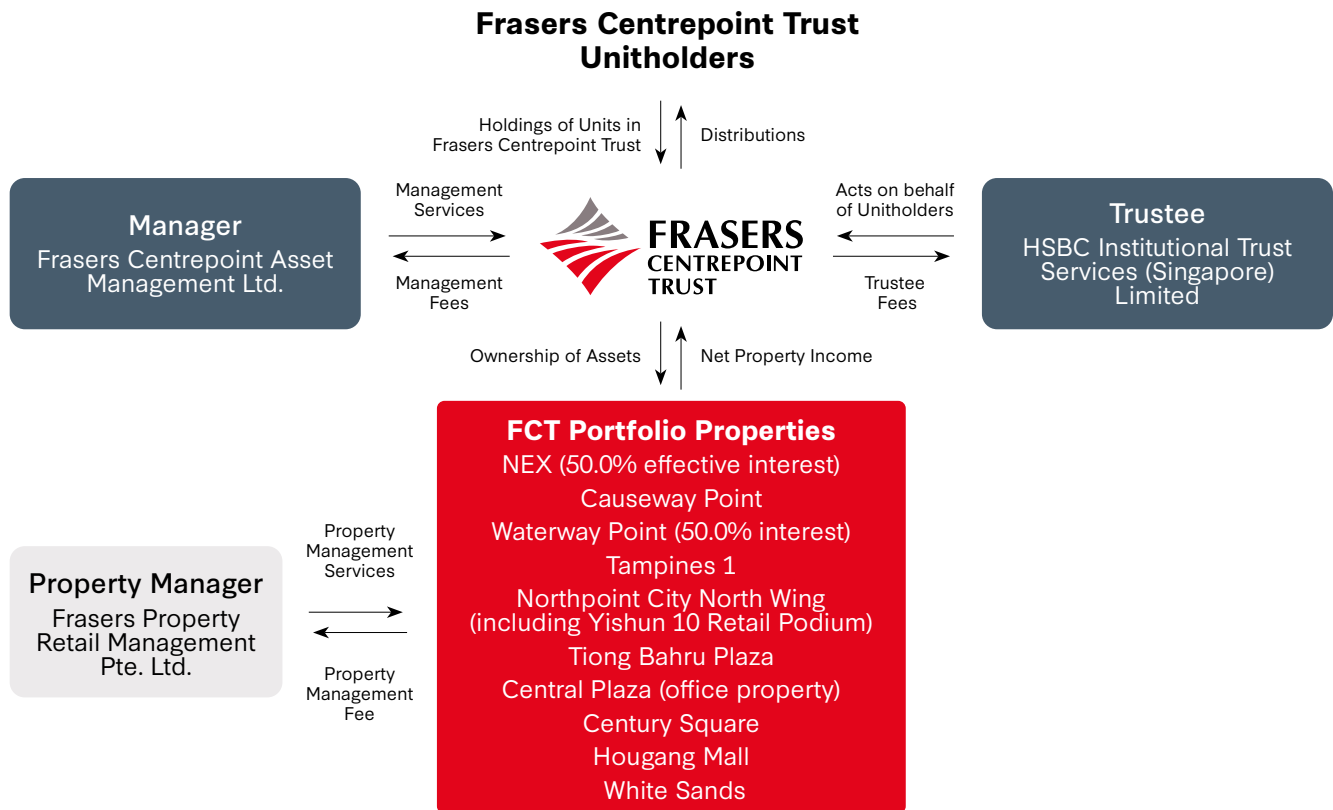 Frasers Centrepoint Trust
Unitholders
Holdings of Units in
Frasers Centrepoint Trust
Distributions
Manager
Frasers Centrepoint Asset
Management Ltd.
Management
Services
Management
Fees
FRASERS
CENTREPOINT
TRUST
Acts on behalf
of Unitholders
Trustee
Fees
Trustee
HSBC Institutional Trust
Services (Singapore)
Limited
Ownership of Assets
Net Property Income
Property Manager
Frasers Property
Retail Management
Pte. Ltd.
Property
Management
Services
Property
Management
Fee
FCT Portfolio Properties
NEX (50.0% effective interest)
Causeway Point
Waterway Point (50.0% interest)
Tampines 1
Northpoint City North Wing
(including Yishun 10 Retail Podium)
Tiong Bahru Plaza
Central Plaza (office property)
Century Square
Hougang Mall
White Sands